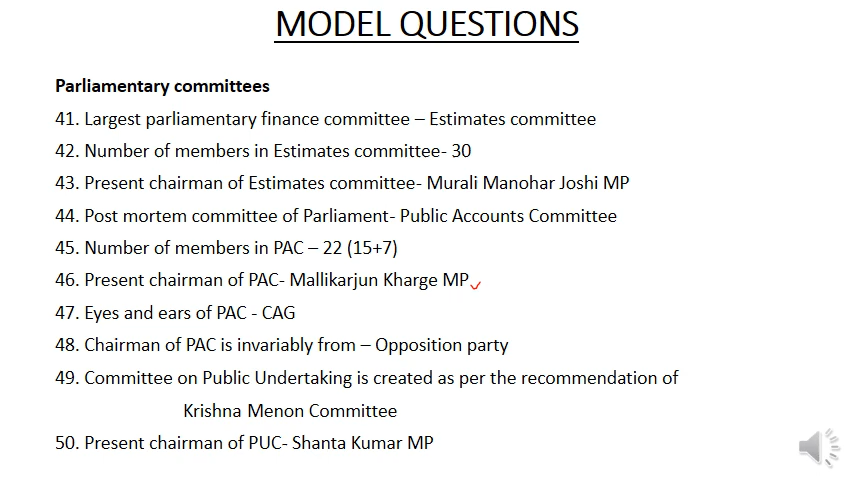 MODEL QUESTIONS
Parliamentary committees
41. Largest parliamentary finance committee – Estimates committee
42. Number of members in Estimates committee- 30
43. Present chairman of Estimates committee- Murali Manohar Joshi MP
44. Post mortem committee of Parliament- Public Accounts Committee
45. Number of members in PAC – 22 (15+7)
46. Present chairman of PAC- Mallikarjun Kharge MP
47. Eyes and ears of PAC - CAG
48. Chairman of PAC is invariably from – Opposition party
49. Committee on Public Undertaking is created as per the recommendation of
Krishna Menon Committee
50. Present chairman of PUC- Shanta Kumar MP